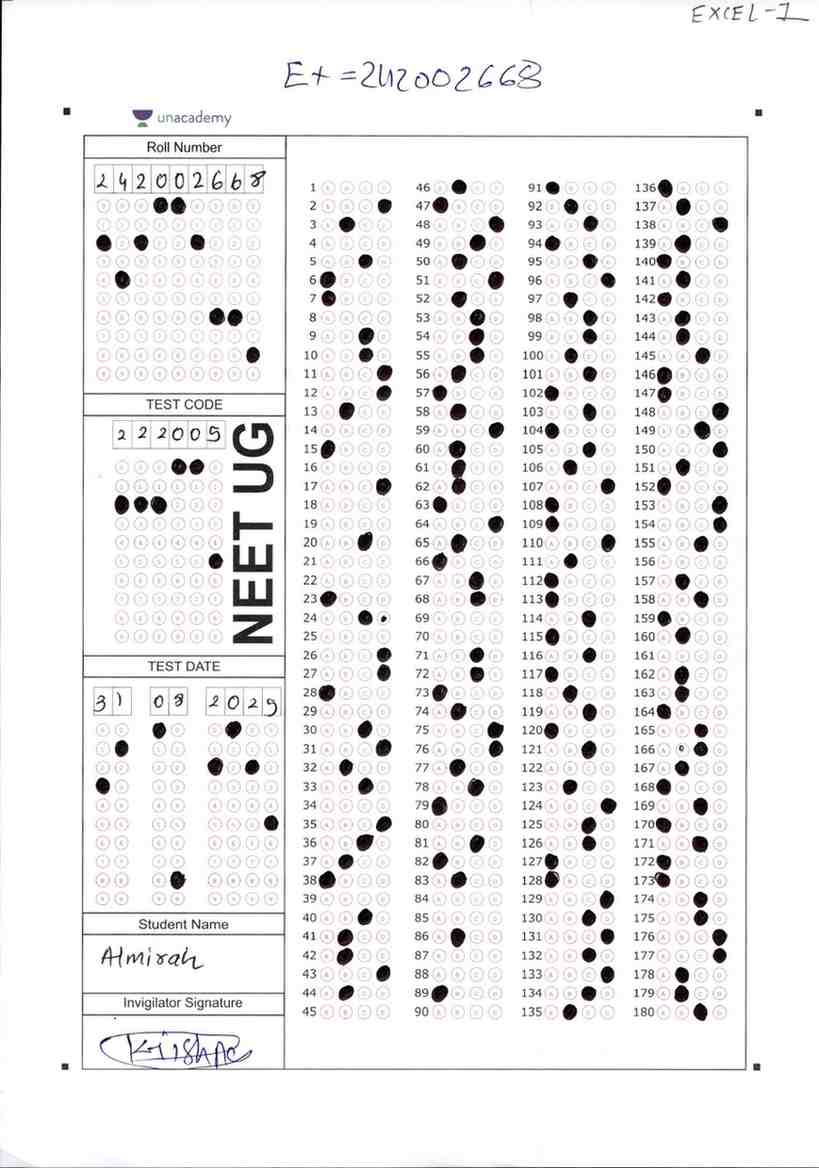 EXCEL-1
E+ = 242002668
unacademy
Roll Number
2 4 2 0 0 2 6 6 8
TEST CODE
2 2 2 0 0 5
NEET UG
TEST DATE
31 08 2025
Student Name
Almirah
Invigilator Signature
1 46 91 136
2 47 92 137
3 48 93 138
4 49 94 139
5 50 95 140
6 51 96 141
7 52 97 142
8 53 98 143
9 54 99 144
10 55 100 145
11 56 101 146
12 57 102 147
13 58 103 148
14 59 104 149
15 60 105 150
16 61 106 151
17 62 107 152
18 63 108 153
19 64 109 154
20 65 110 155
21 66 111 156
22 67 112 157
23 68 113 158
24 69 114 159
25 70 115 160
26 71 116 161
27 72 117 162
28 73 118 163
29 74 119 164
30 75 120 165
31 76 121 166
32 77 122 167
33 78 123 168
34 79 124 169
35 80 125 170
36 81 126 171
37 82 127 172
38 83 128 173
39 84 129 174
40 85 130 175
41 86 131 176
42 87 132 177
43 88 133 178
44 89 134 179
45 90 135 180